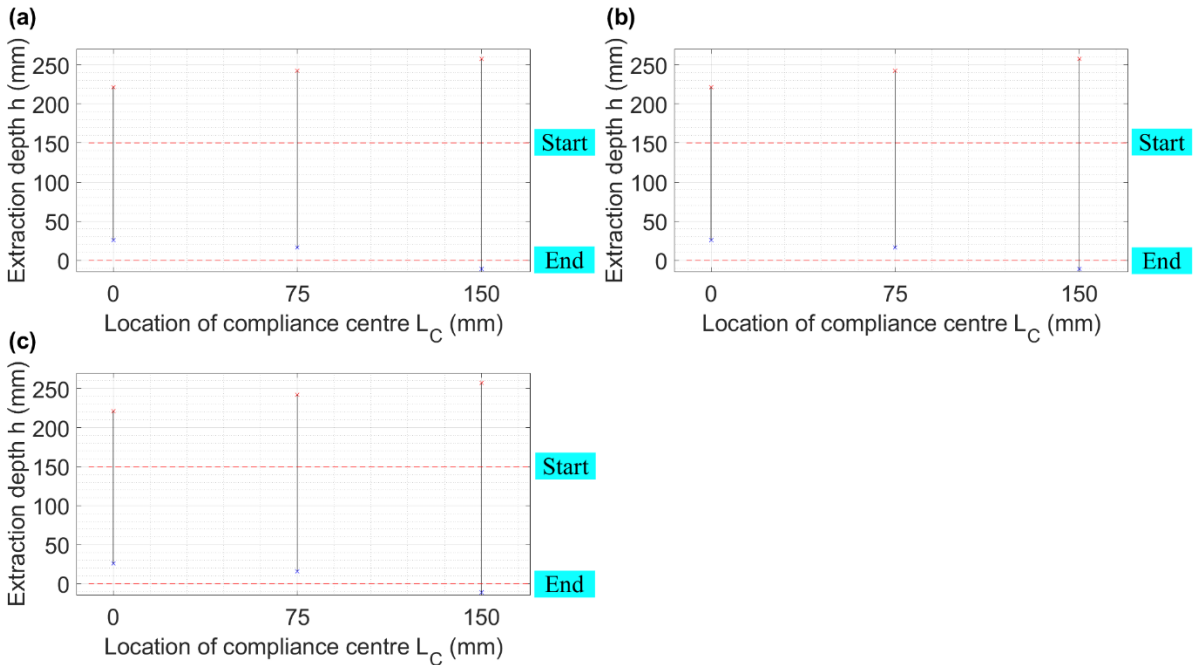 (a)
Extraction depth h (mm)
250
200
150
100
50
0
0 75 150
Location of compliance centre L_C (mm)
Start
End
(b)
Extraction depth h (mm)
250
200
150
100
50
0
0 75 150
Location of compliance centre L_C (mm)
Start
End
(c)
Extraction depth h (mm)
250
200
150
100
50
0
0 75 150
Location of compliance centre L_C (mm)
Start
End